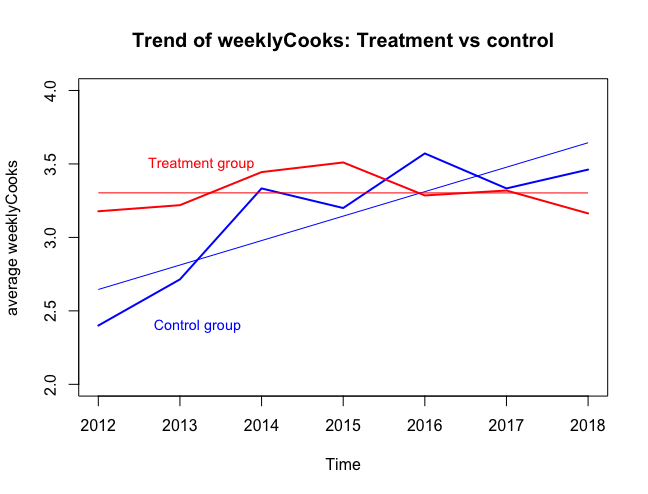 Trend of weeklyCooks: Treatment vs control
average weeklyCooks
4.0
3.5
3.0
2.5
2.0
Treatment group
Control group
2012 2013 2014 2015 2016 2017 2018
Time